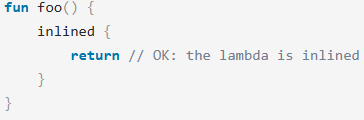 fun foo() {
    inlined {
        return // OK: the lambda is inlined
    }
}